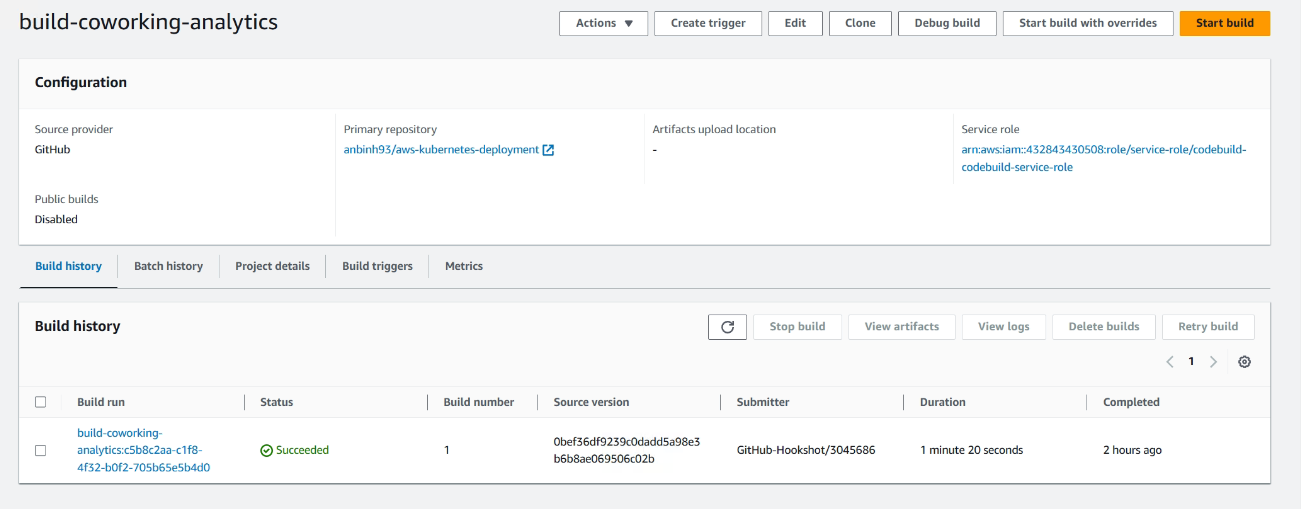 build-coworking-analytics
Actions
Create trigger
Edit
Clone
Debug build
Start build with overrides
Start build
Configuration
Source provider
GitHub
Primary repository
anbinh93/aws-kubernetes-deployment
Artifacts upload location
-
Service role
arn:aws:iam::432843430508:role/service-role/codebuild-
codebuild-service-role
Public builds
Disabled
Build history
Batch history
Project details
Build triggers
Metrics
Build history
Stop build
View artifacts
View logs
Delete builds
Retry build
1
Build run
Status
Build number
Source version
Submitter
Duration
Completed
build-coworking-
analytics:c5b8c2aa-c1f8-
4f32-b0f2-705b65e5b4d0
Succeeded
1
0bef36df9239c0dadd5a98e3
b6b8ae069506c02b
GitHub-Hookshot/3045686
1 minute 20 seconds
2 hours ago